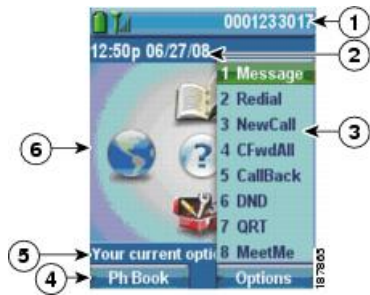 0001233017
1
12:50p 06/27/08
2
1 Message
2 Redial
3 NewCall
3
4 CFwdAll
5 CallBack
6
?
6 DND
7 QRT
5
Your current opti
8 MeetMe
4
Ph Book
Options
187865